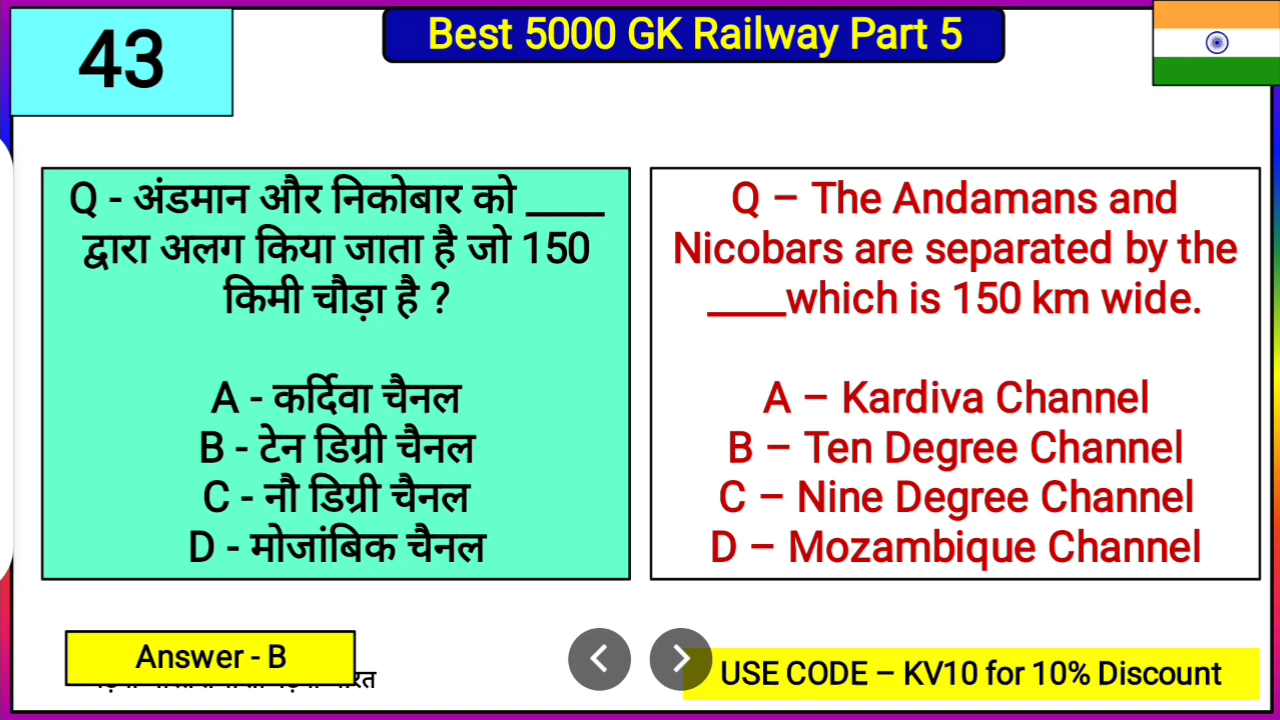 43
Best 5000 GK Railway Part 5
Q - अंडमान और निकोबार को ____
द्वारा अलग किया जाता है जो 150
किमी चौड़ा है ?
A - कर्दिवा चैनल
B - टेन डिग्री चैनल
C - नौ डिग्री चैनल
D - मोजांबिक चैनल
Q – The Andamans and
Nicobars are separated by the
____which is 150 km wide.
A – Kardiva Channel
B – Ten Degree Channel
C – Nine Degree Channel
D – Mozambique Channel
Answer - B
USE CODE – KV10 for 10% Discount